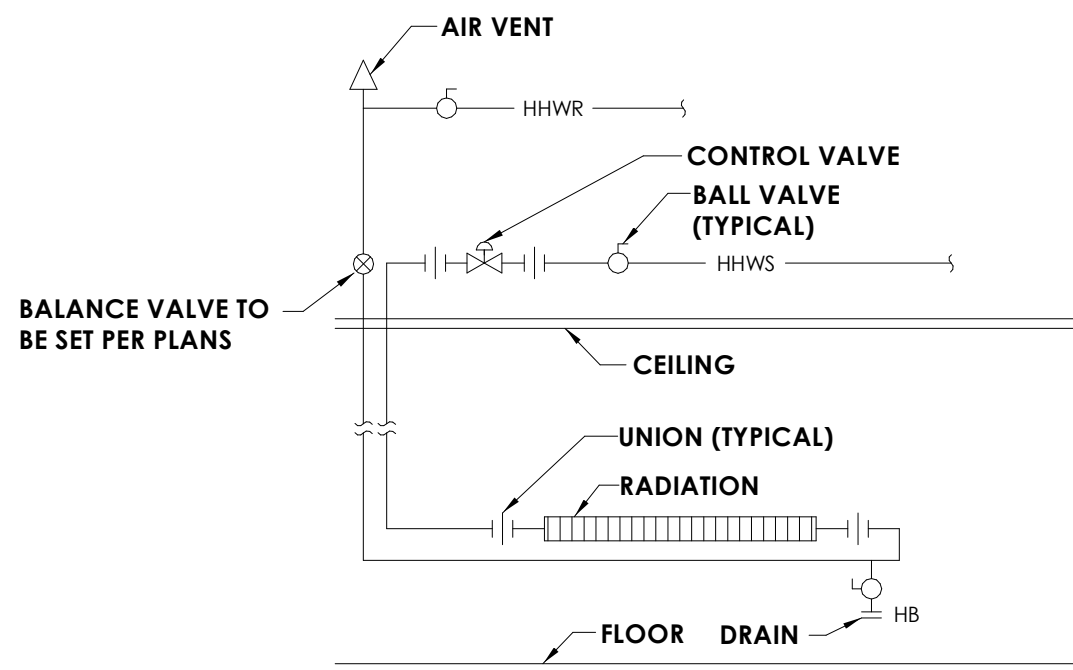 AIR VENT
HHWR
CONTROL VALVE
BALL VALVE
(TYPICAL)
HHWS
BALANCE VALVE TO
BE SET PER PLANS
CEILING
UNION (TYPICAL)
RADIATION
HB
FLOOR
DRAIN